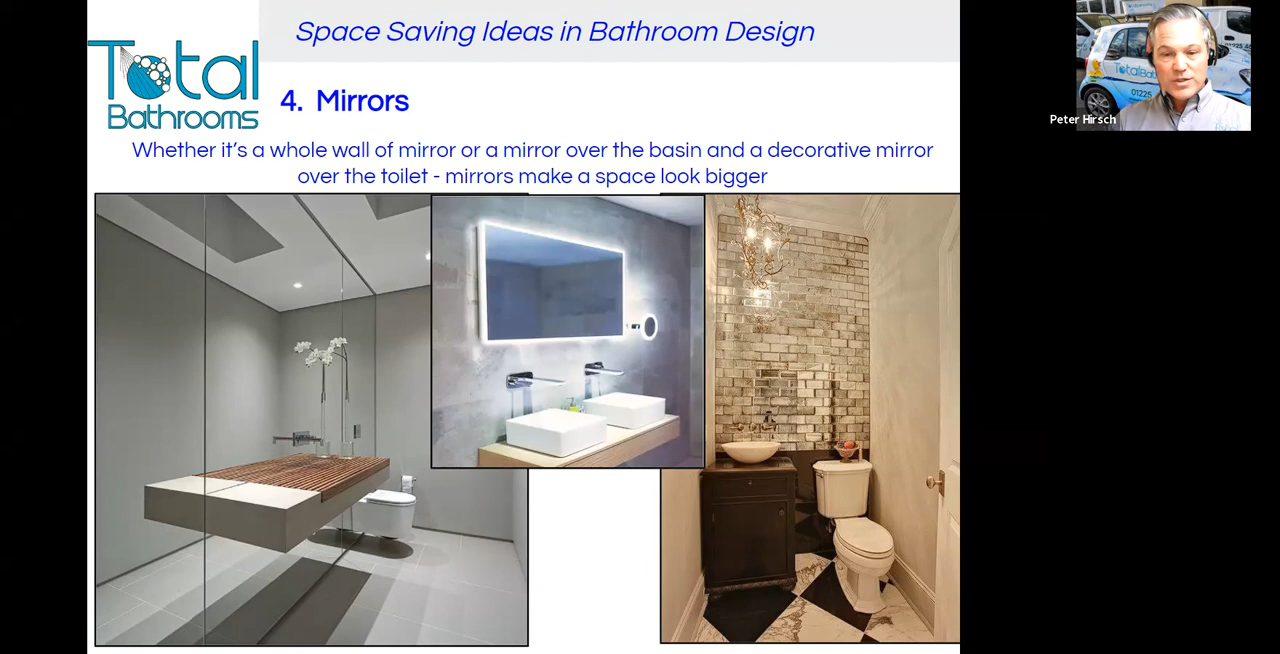 Space Saving Ideas in Bathroom Design
Total
Bathrooms
4. Mirrors
Whether it's a whole wall of mirror or a mirror over the basin and a decorative mirror
over the toilet - mirrors make a space look bigger
Peter Hirsch
01225